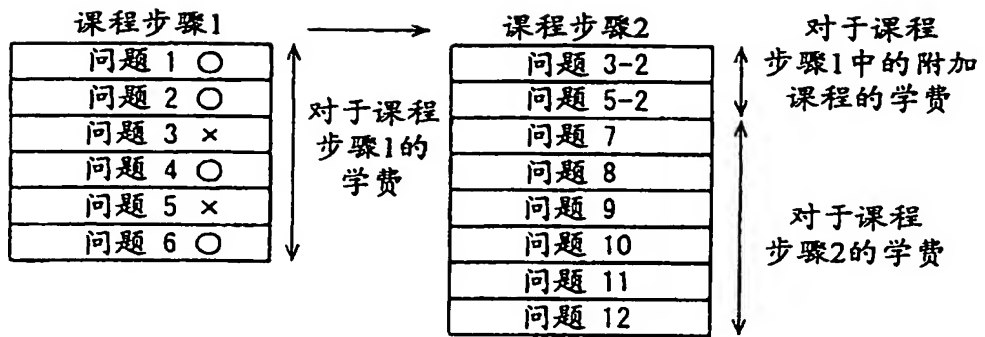 课程步骤1
问题 1 ○
问题 2 ○
问题 3 ×
问题 4 ○
问题 5 ×
问题 6 ○
对于课程
步骤1的
学费
课程步骤2
问题 3-2
问题 5-2
问题 7
问题 8
问题 9
问题 10
问题 11
问题 12
对于课程
步骤1中的附加
课程的学费
对于课程
步骤2的学费